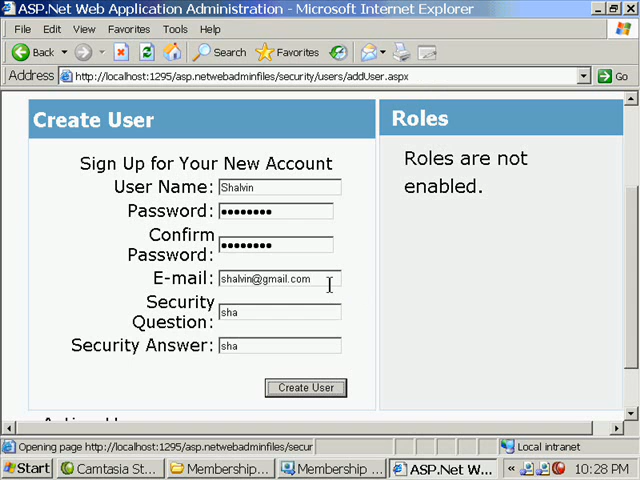 ASP.Net Web Application Administration - Microsoft Internet Explorer
File Edit View Favorites Tools Help
Back Search Favorites
Address http://localhost:1295/asp.netwebadminfiles/security/users/addUser.aspx Go
Create User
Roles
Sign Up for Your New Account
User Name: Shalvin
Password:
Confirm
Password:
E-mail: shalvin@gmail.com
Security
Question: sha
Security Answer: sha
Create User
Roles are not
enabled.
Opening page http://localhost:1295/asp.netwebadminfiles/secur
Local intranet
Start Camtasia St... Membership... Membership ... ASP.Net W... « 10:28 PM